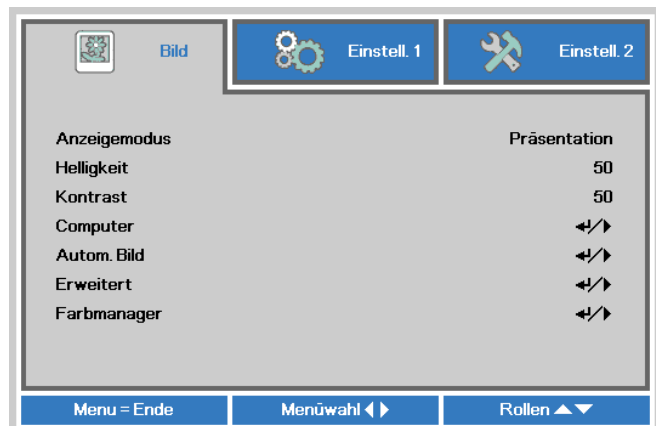 Bild Einstell. 1 Einstell. 2
Anzeigemodus Präsentation
Helligkeit 50
Kontrast 50
Computer ↵/▶
Autom. Bild ↵/▶
Erweitert ↵/▶
Farbmanager ↵/▶
Menu = Ende Menüwahl ◀ ▶ Rollen ▲▼